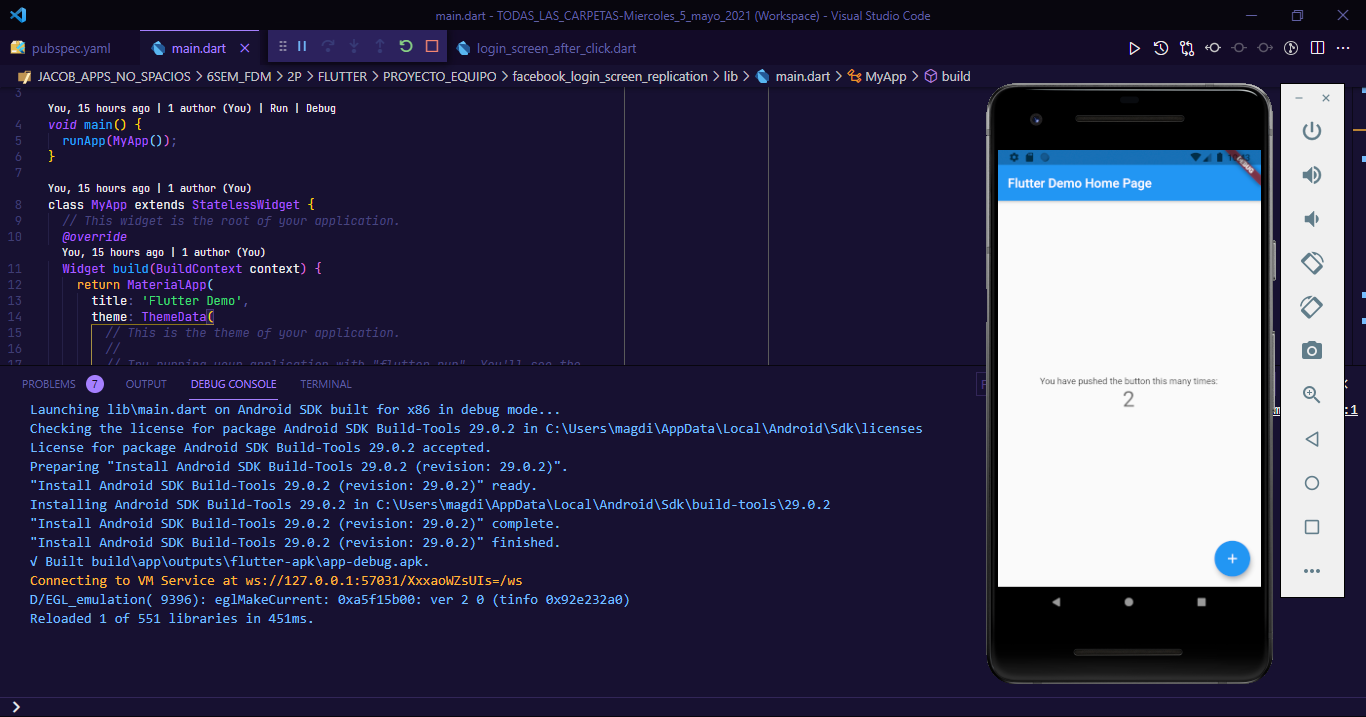 main.dart - TODAS_LAS_CARPETAS-Miercoles_5_mayo_2021 (Workspace) - Visual Studio Code
pubspec.yaml
main.dart
login_screen_after_click.dart
JACOB_APPS_NO_SPACIOS > 6SEM_FDM > 2P > FLUTTER > PROYECTO_EQUIPO > facebook_login_screen_replication > lib > main.dart > MyApp > build
3
You, 15 hours ago | 1 author (You) | Run | Debug
4 void main() {
5 runApp(MyApp());
6 }
7
You, 15 hours ago | 1 author (You)
8 class MyApp extends StatelessWidget {
9 // This widget is the root of your application.
10 @override
You, 15 hours ago | 1 author (You)
11 Widget build(BuildContext context) {
12 return MaterialApp(
13 title: 'Flutter Demo',
14 theme: ThemeData(
15 // This is the theme of your application.
16 //
17 // Try running your application with "flutter run". You'll see the
PROBLEMS 7 OUTPUT DEBUG CONSOLE TERMINAL
Launching lib\main.dart on Android SDK built for x86 in debug mode...
Checking the license for package Android SDK Build-Tools 29.0.2 in C:\Users\magdi\AppData\Local\Android\Sdk\licenses
License for package Android SDK Build-Tools 29.0.2 accepted.
Preparing "Install Android SDK Build-Tools 29.0.2 (revision: 29.0.2)".
"Install Android SDK Build-Tools 29.0.2 (revision: 29.0.2)" ready.
Installing Android SDK Build-Tools 29.0.2 in C:\Users\magdi\AppData\Local\Android\Sdk\build-tools\29.0.2
"Install Android SDK Build-Tools 29.0.2 (revision: 29.0.2)" complete.
"Install Android SDK Build-Tools 29.0.2 (revision: 29.0.2)" finished.
√ Built build\app\outputs\flutter-apk\app-debug.apk.
Connecting to VM Service at ws://127.0.0.1:57031/XxxaoWZsUIs=/ws
D/EGL_emulation( 9396): eglMakeCurrent: 0xa5f15b00: ver 2 0 (tinfo 0x92e232a0)
Reloaded 1 of 551 libraries in 451ms.
:1
DEBUG
Flutter Demo Home Page
You have pushed the button this many times:
2